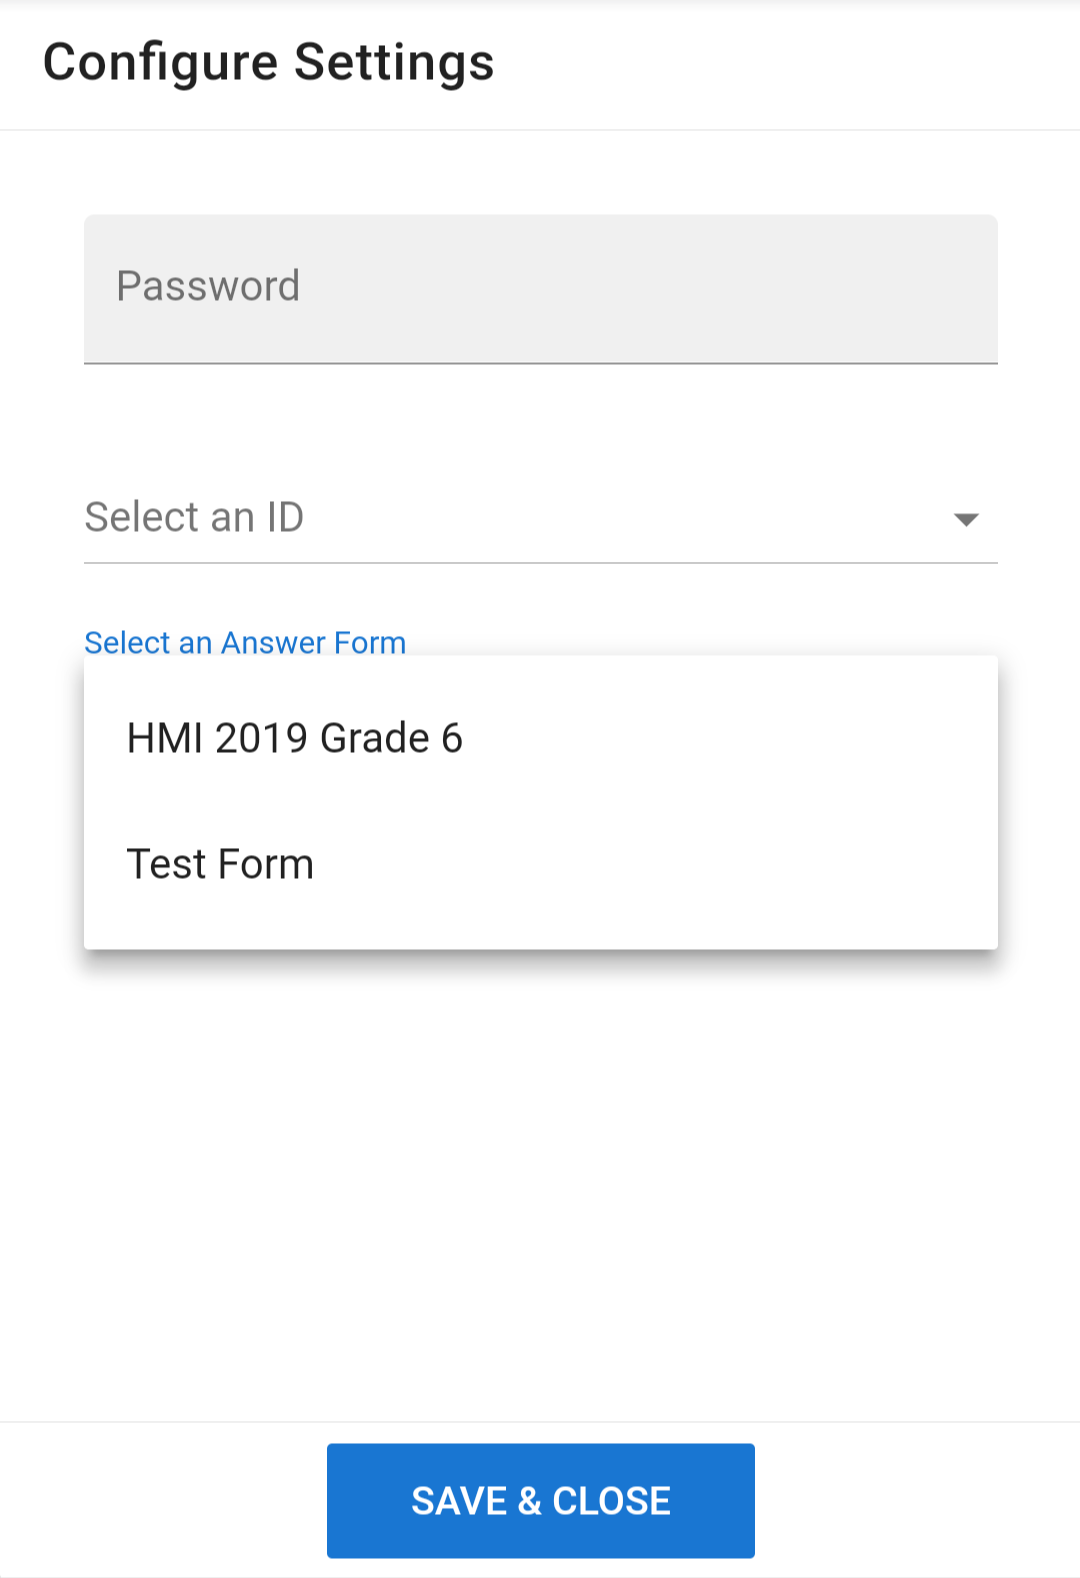 Configure Settings
Password
Select an ID
Select an Answer Form
HMI 2019 Grade 6
Test Form
SAVE & CLOSE